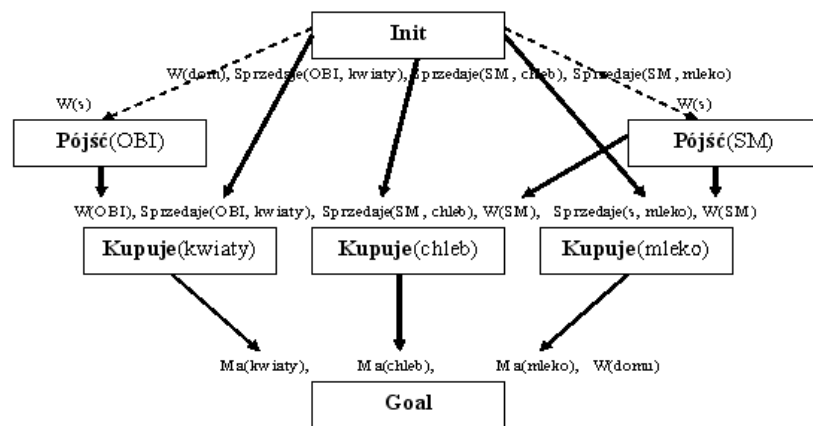 Init
W(dom), Sprzedaje(OBI, kwiaty), Sprzedaje(SM, chleb), Sprzedaje(SM, mleko)
W(s) W(s)
Pójść(OBI) Pójść(SM)
W(OBI), Sprzedaje(OBI, kwiaty), Sprzedaje(SM, chleb), W(SM), Sprzedaje(s, mleko), W(SM)
Kupuje(kwiaty) Kupuje(chleb) Kupuje(mleko)
Ma(kwiaty), Ma(chleb), Ma(mleko), W(domu)
Goal